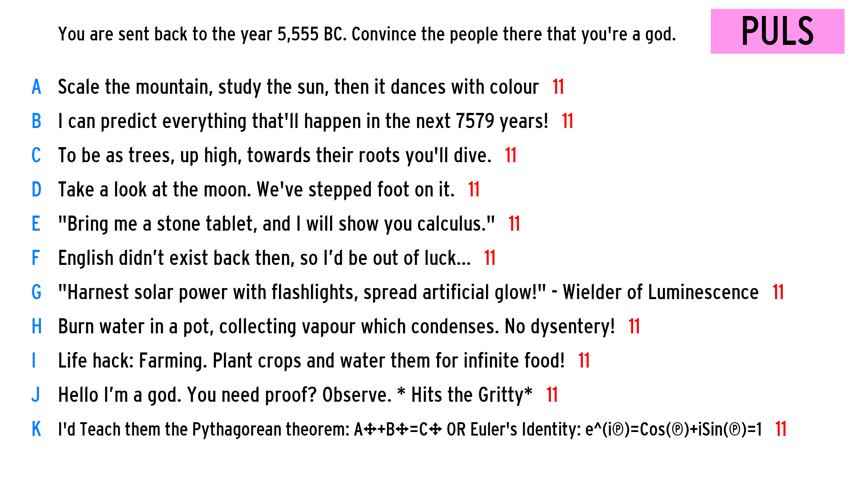 You are sent back to the year 5,555 BC. Convince the people there that you're a god.
PULS
A Scale the mountain, study the sun, then it dances with colour 11
B I can predict everything that'll happen in the next 7579 years! 11
C To be as trees, up high, towards their roots you'll dive. 11
D Take a look at the moon. We've stepped foot on it. 11
E "Bring me a stone tablet, and I will show you calculus." 11
F English didn’t exist back then, so I’d be out of luck... 11
G "Harnest solar power with flashlights, spread artificial glow!" - Wielder of Luminescence 11
H Burn water in a pot, collecting vapour which condenses. No dysentery! 11
I Life hack: Farming. Plant crops and water them for infinite food! 11
J Hello I’m a god. You need proof? Observe. * Hits the Gritty* 11
K I'd Teach them the Pythagorean theorem: A✢+B✢=C✢ OR Euler's Identity: e^(i℗)=Cos(℗)+iSin(℗)=1 11